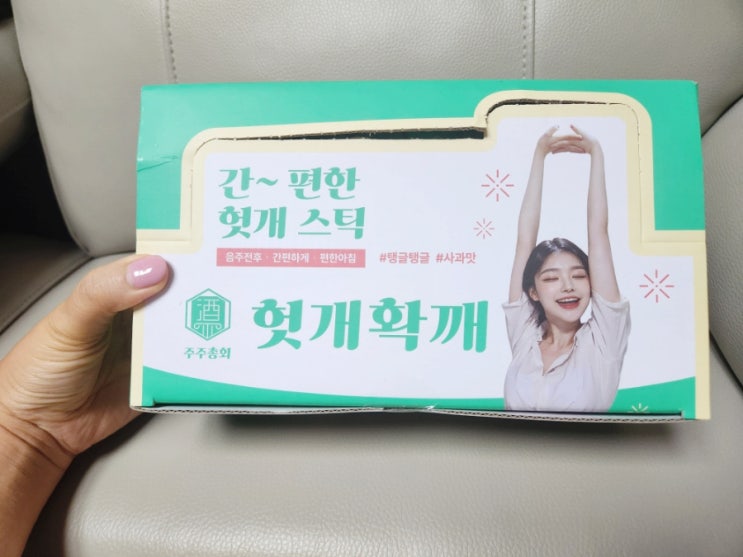 간~ 편한
헛개 스틱
음주전후 · 간편하게 · 편한아침 #탱글탱글 #사과맛
酒
주주총회
헛개확깨